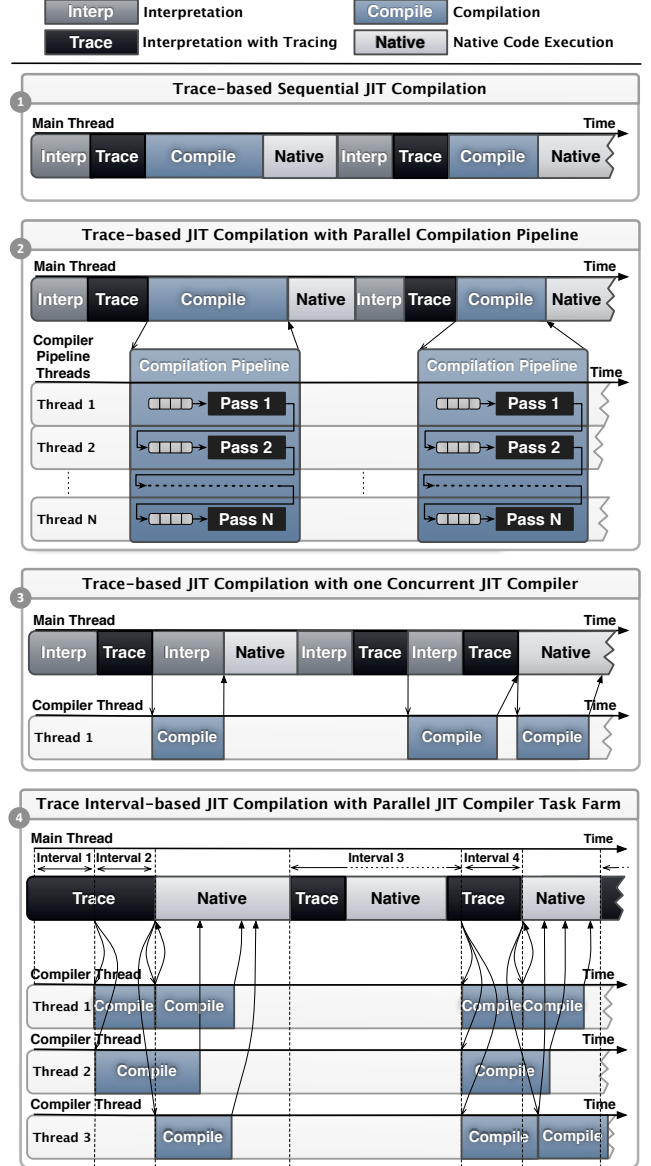 Interp Interpretation Compile Compilation
Trace Interpretation with Tracing Native Native Code Execution
Trace-based Sequential JIT Compilation
1
Main Thread Time
Interp Trace Compile Native Interp Trace Compile Native
Trace-based JIT Compilation with Parallel Compilation Pipeline
2
Main Thread Time
Interp Trace Compile Native Interp Trace Compile Native
Compiler
Pipeline
Threads
Compilation Pipeline Compilation Pipeline
Time
Thread 1 Pass 1 Pass 1
Thread 2 Pass 2 Pass 2
Thread N Pass N Pass N
Trace-based JIT Compilation with one Concurrent JIT Compiler
3
Main Thread Time
Interp Trace Interp Native Interp Trace Interp Trace Native
Compiler Thread Time
Thread 1 Compile Compile Compile
Trace Interval-based JIT Compilation with Parallel JIT Compiler Task Farm
4
Main Thread Time
Interval 1 Interval 2 Interval 3 Interval 4
Trace Native Trace Native Trace Native
Compiler Thread Time
Thread 1 Compile Compile Compile Compile
Compiler Thread Time
Thread 2 Compile Compile
Compiler Thread Time
Thread 3 Compile Compile Compile